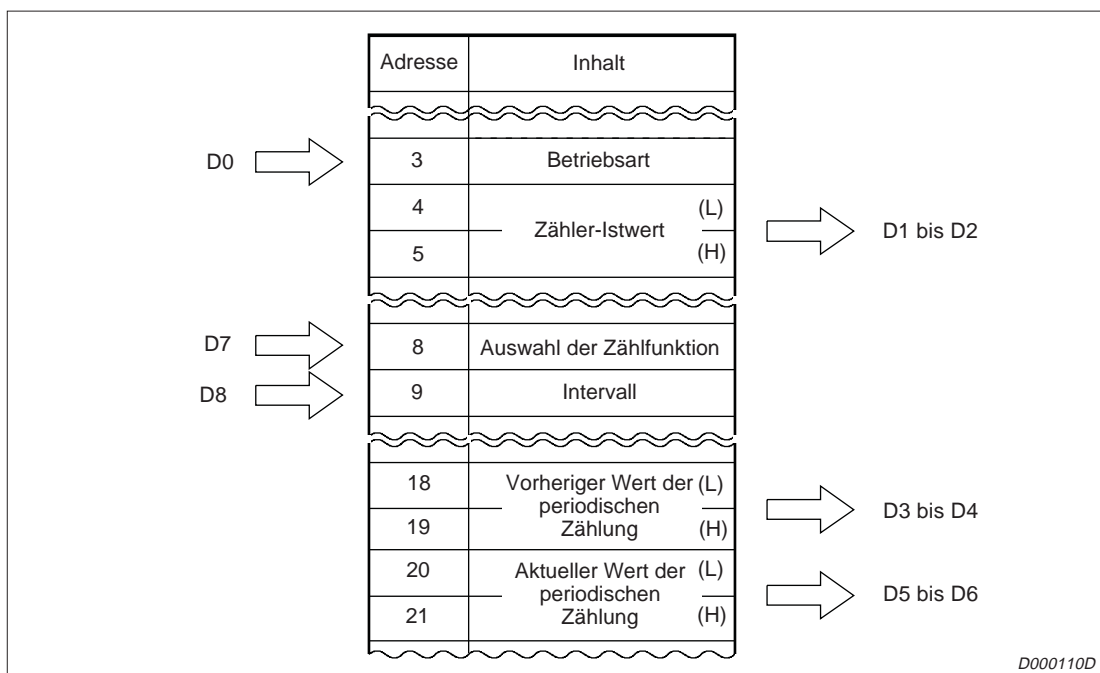 Adresse Inhalt
D0 3 Betriebsart
4 (L)
Zähler-Istwert D1 bis D2
5 (H)
D7 8 Auswahl der Zählfunktion
D8 9 Intervall
18 Vorheriger Wert der (L)
periodischen D3 bis D4
19 Zählung (H)
20 Aktueller Wert der (L)
periodischen D5 bis D6
21 Zählung (H)
D000110D